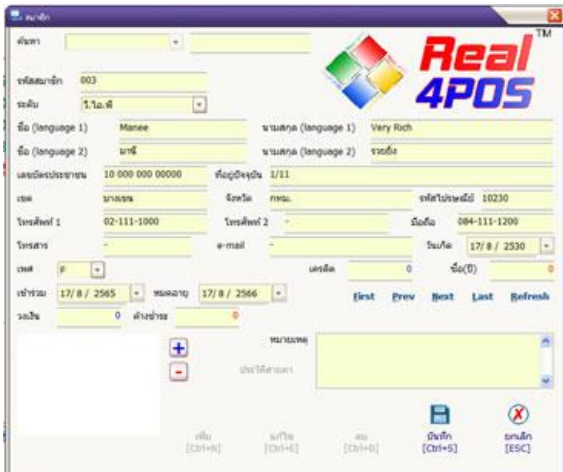 สมาชิก
ค้นหา
Real TM
4POS
รหัสสมาชิก 003
ระดับ วี.ไอ.พี
ชื่อ (language 1) Manee นามสกุล (language 1) Very Rich
ชื่อ (language 2) มานี นามสกุล (language 2) รวยยิ่ง
เลขบัตรประชาชน 10 000 000 00000 ที่อยู่ปัจจุบัน 1/11
เขต บางเขน จังหวัด กทม. รหัสไปรษณีย์ 10230
โทรศัพท์ 1 02-111-1000 โทรศัพท์ 2 - มือถือ 084-111-1200
โทรสาร - e-mail - วันเกิด 17/ 8 / 2530
เพศ F เครดิต 0 ชื่อ(ปี) 0
เข้าร่วม 17/ 8 / 2565 หมดอายุ 17/ 8 / 2566 First Prev Next Last Refresh
วงเงิน 0 ค้างชำระ 0
หมายเหตุ
ประวัติสายตา
เพิ่ม แก้ไข ลบ บันทึก ยกเลิก
[Ctrl+N] [Ctrl+E] [Ctrl+D] [Ctrl+S] [ESC]